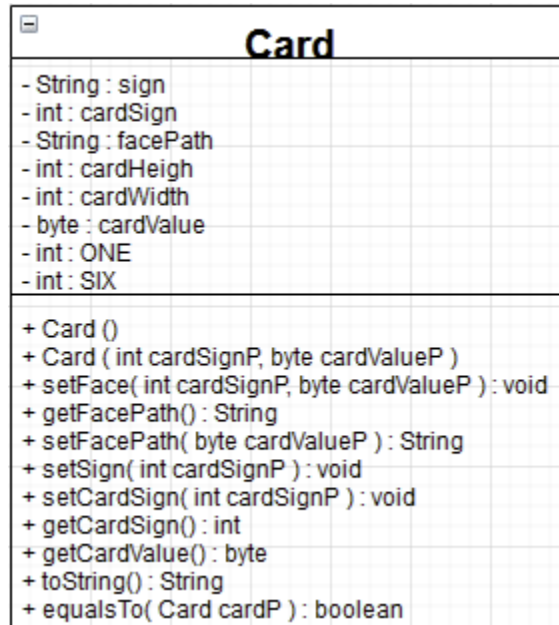 Card
- String : sign
- int : cardSign
- String : facePath
- int : cardHeigh
- int : cardWidth
- byte : cardValue
- int : ONE
- int : SIX
+ Card ()
+ Card ( int cardSignP, byte cardValueP )
+ setFace( int cardSignP, byte cardValueP ) : void
+ getFacePath() : String
+ setFacePath( byte cardValueP ) : String
+ setSign( int cardSignP ) : void
+ setCardSign( int cardSignP ) : void
+ getCardSign() : int
+ getCardValue() : byte
+ toString() : String
+ equalsTo( Card cardP ) : boolean